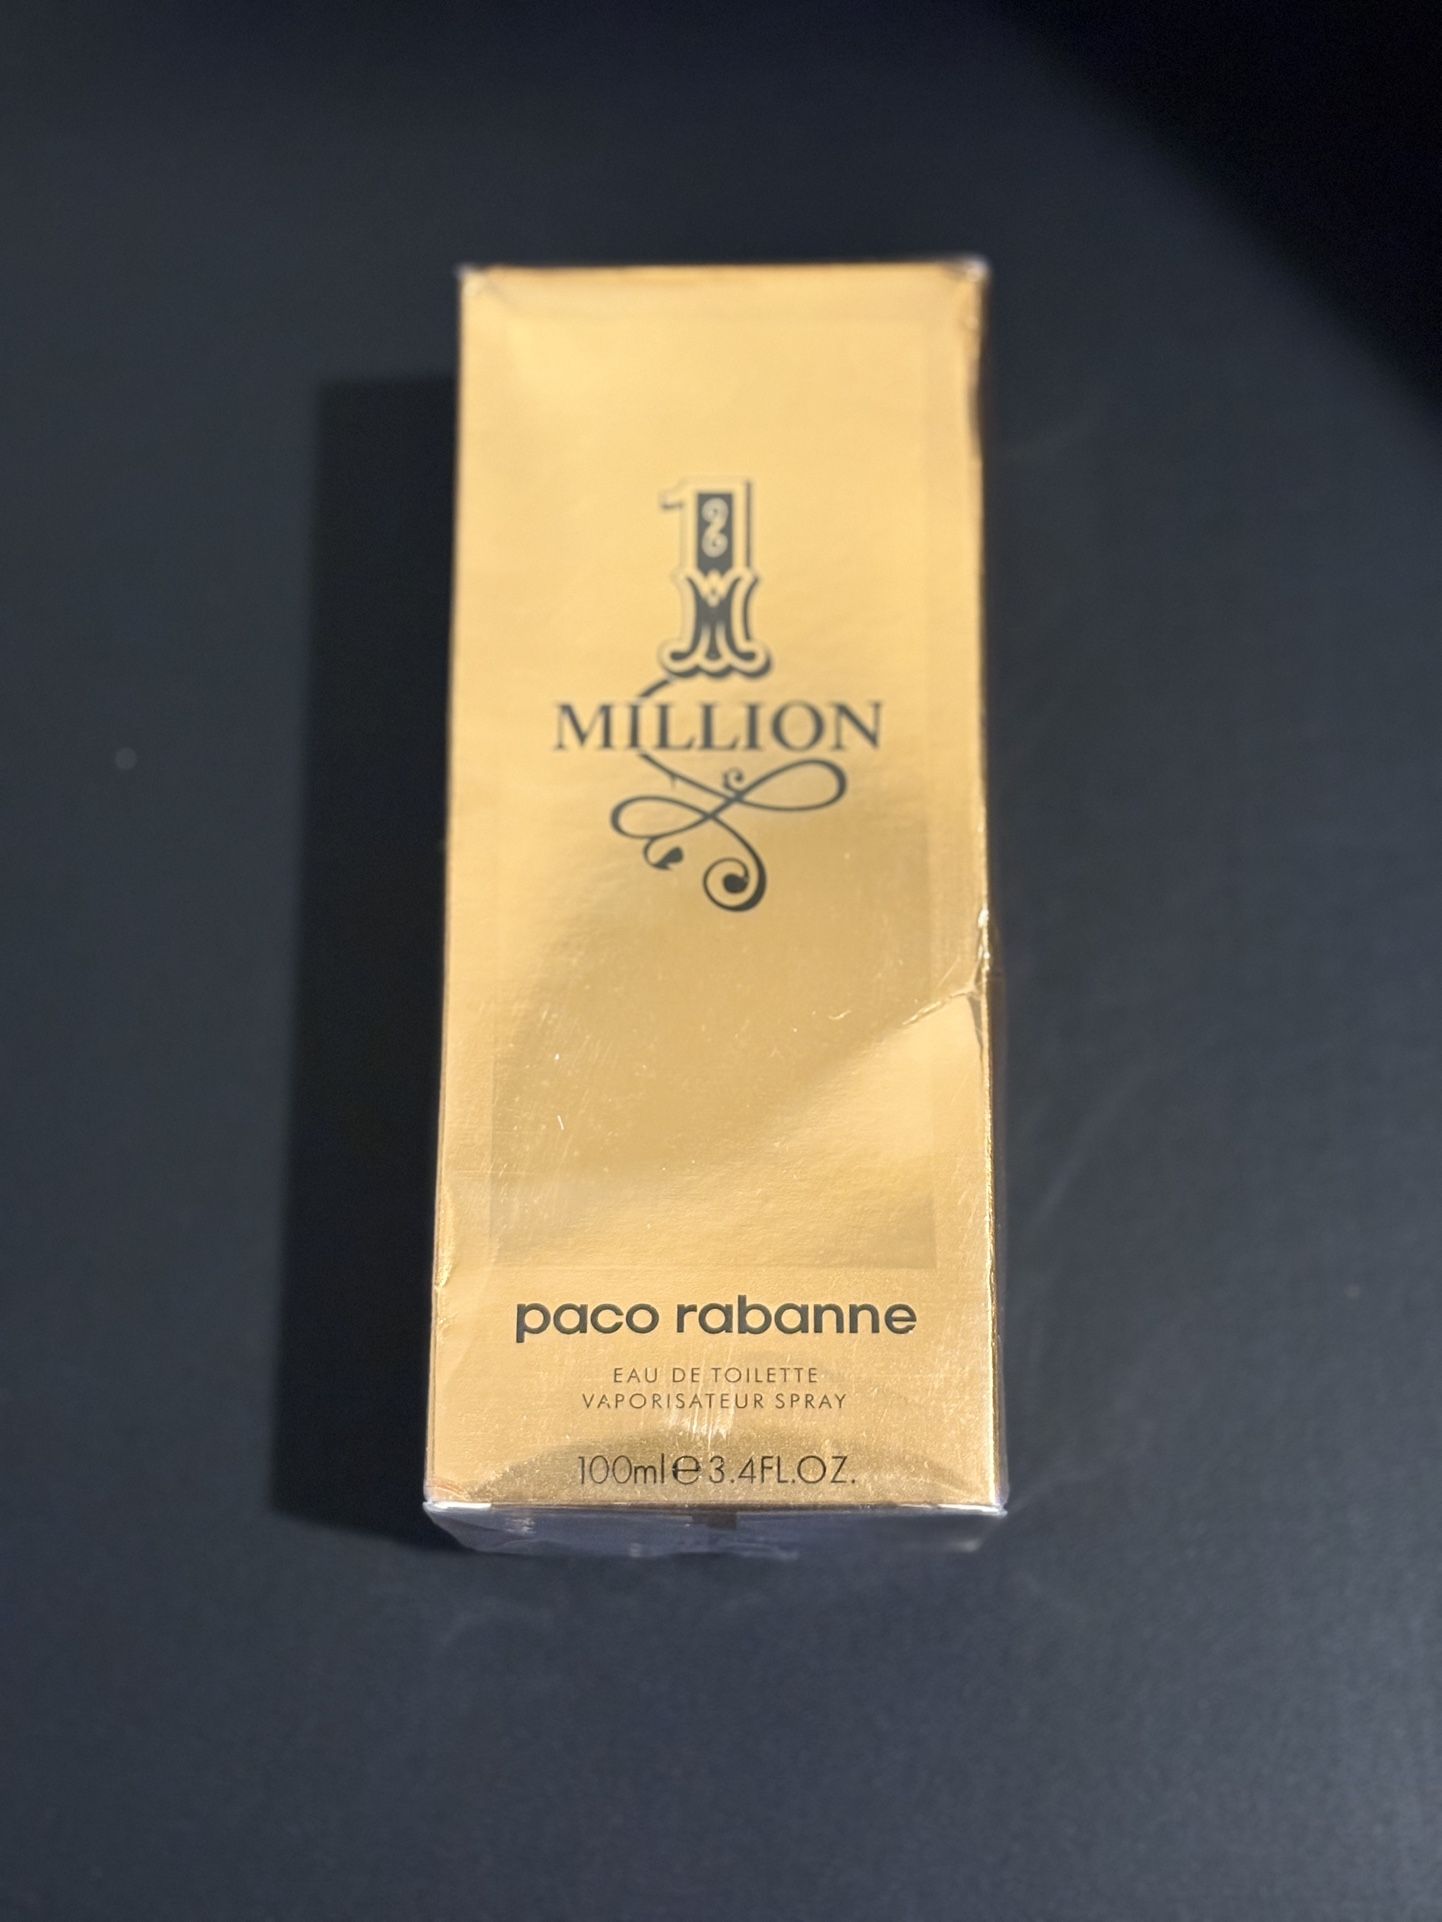 1
MILLION
paco rabanne
EAU DE TOILETTE
VAPORISATEUR SPRAY
100ml℮3.4FL.OZ.